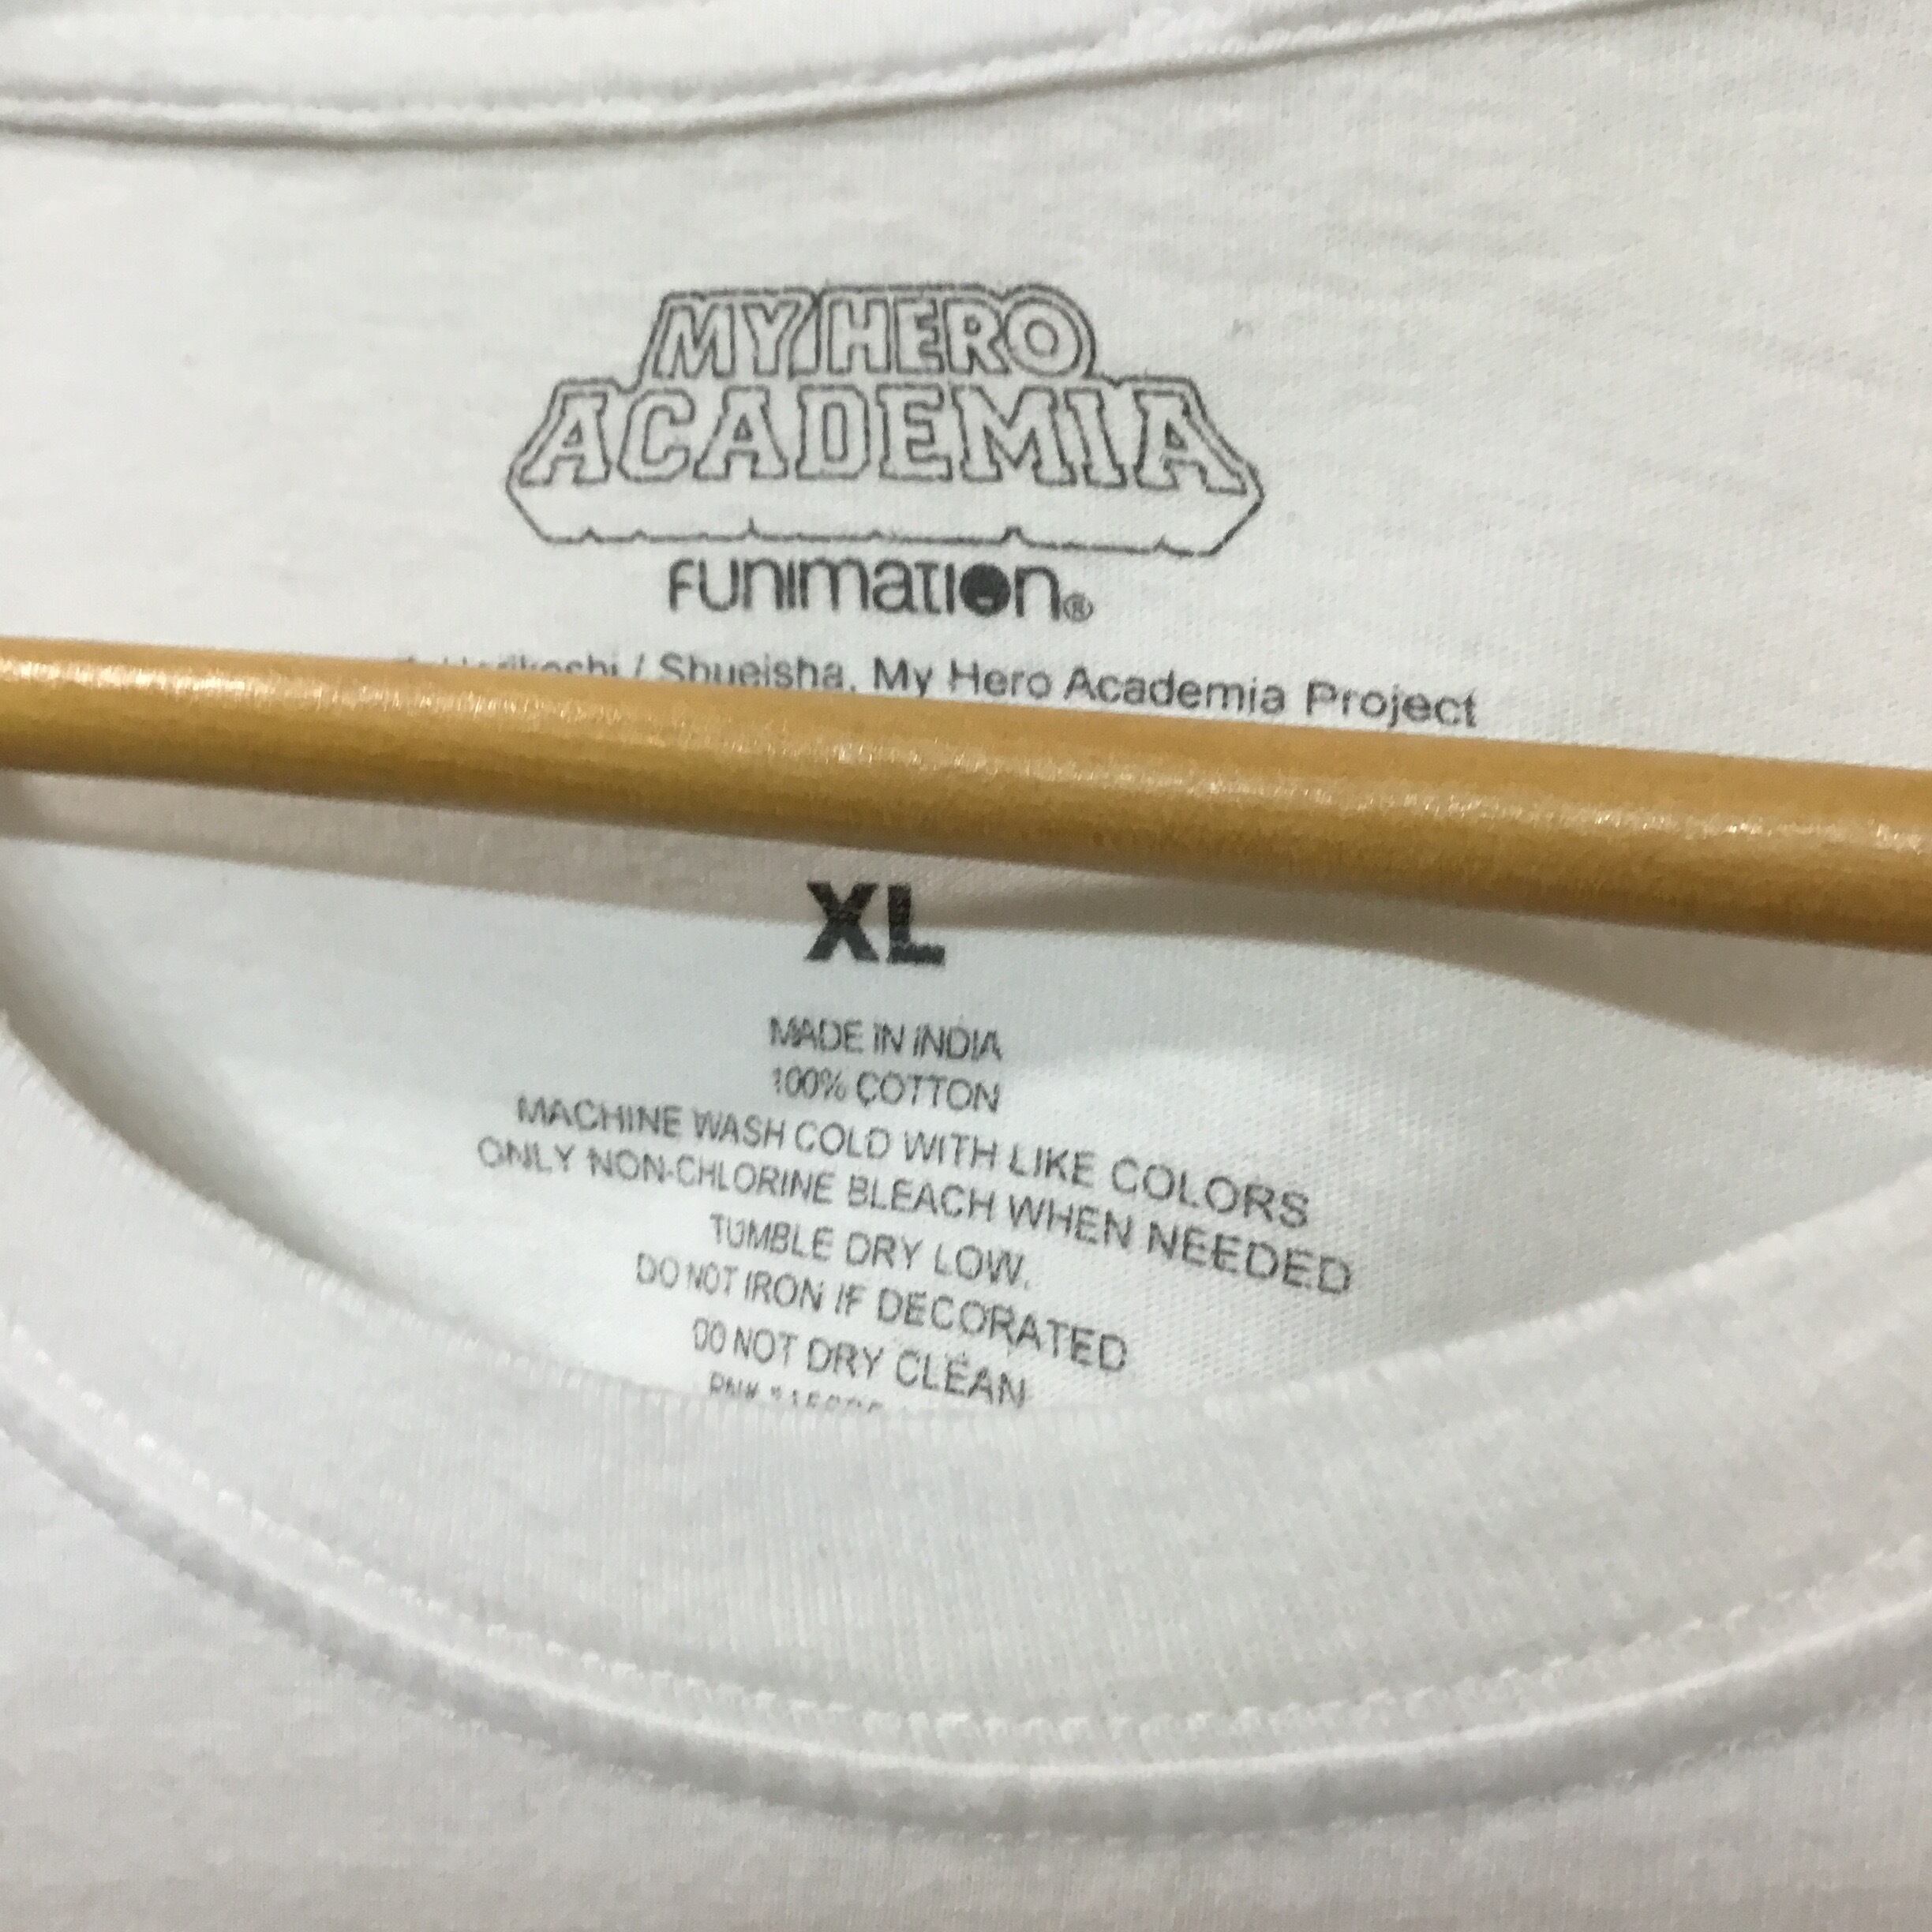 MY HERO
ACADEMIA
FUNIMATION®
Horikoshi / Shueisha, My Hero Academia Project
XL
MADE IN INDIA
100% COTTON
MACHINE WASH COLD WITH LIKE COLORS
ONLY NON-CHLORINE BLEACH WHEN NEEDED
TUMBLE DRY LOW.
DO NOT IRON IF DECORATED
DO NOT DRY CLEAN